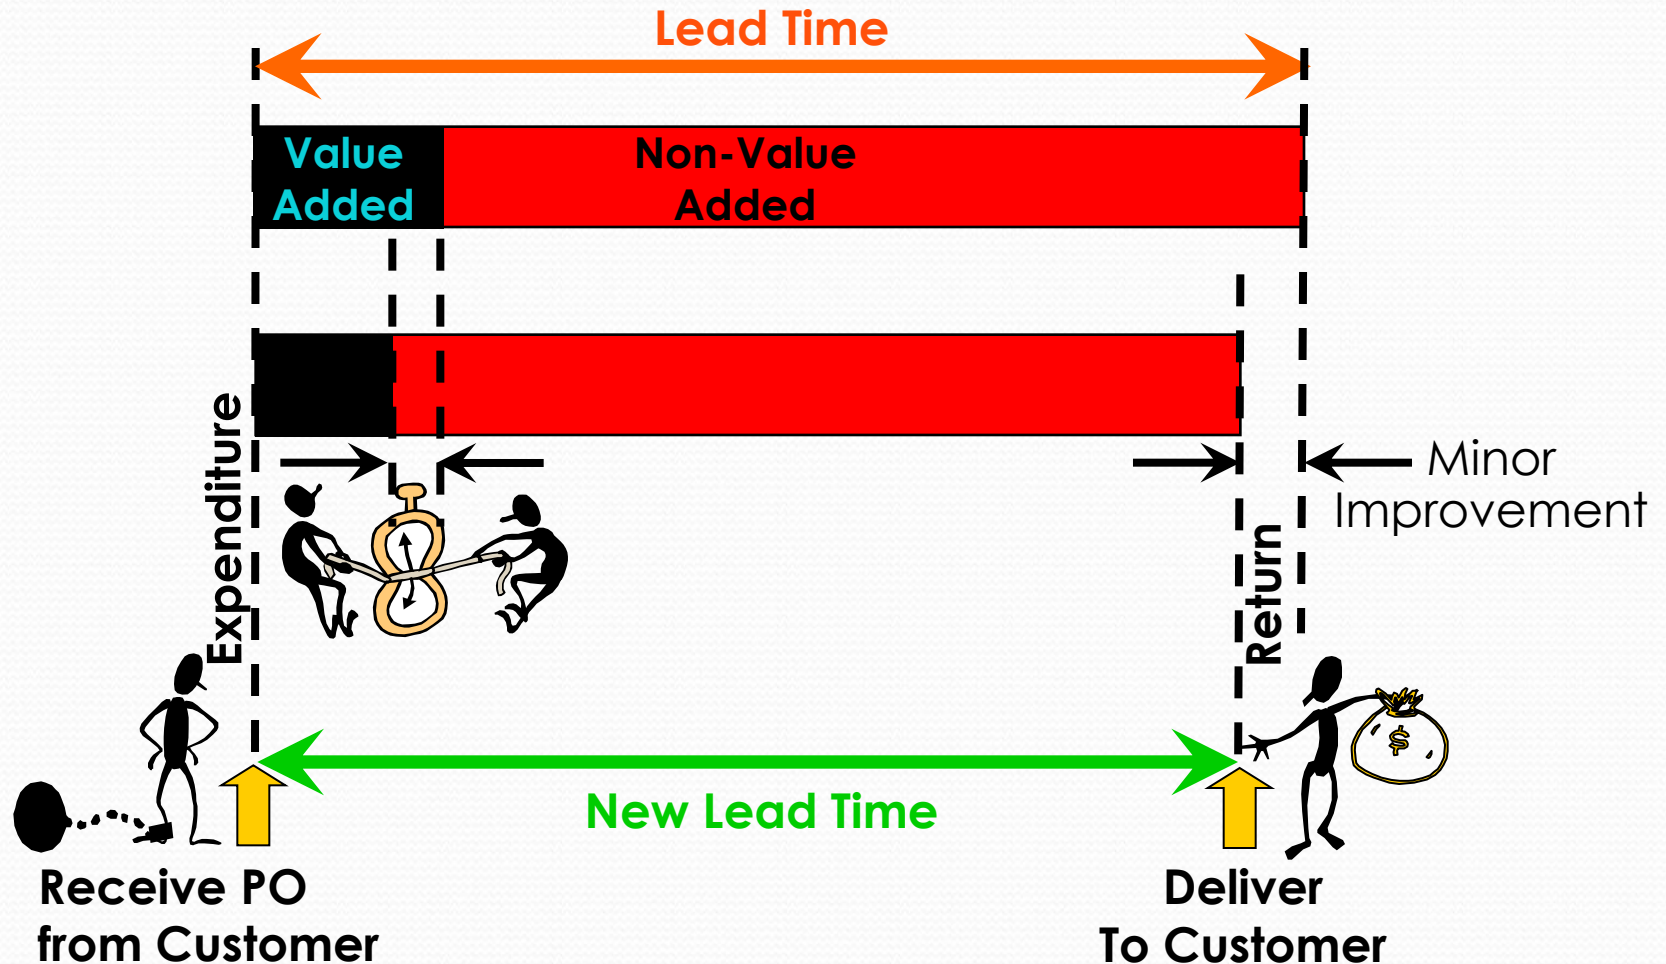 Lead Time
Value
Added
Non-Value
Added
Expenditure
Minor
Improvement
Return
$
New Lead Time
Receive PO
from Customer
Deliver
To Customer